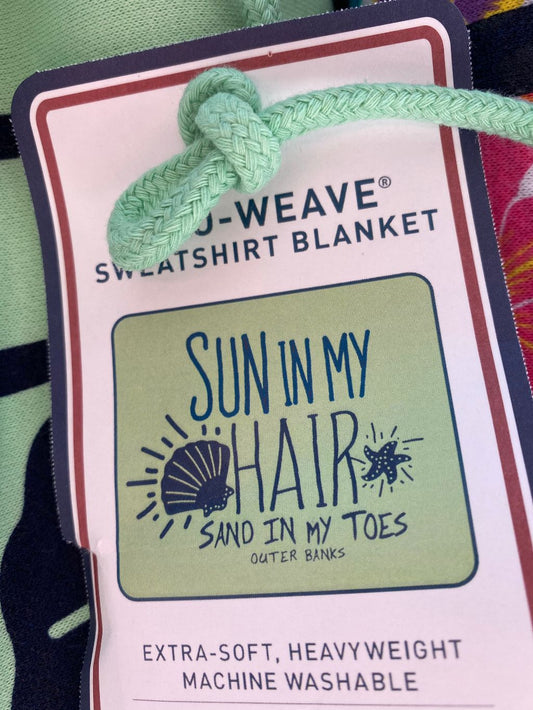 -WEAVE®
SWEATSHIRT BLANKET
SUN IN MY
HAIR
SAND IN MY TOES
OUTER BANKS
EXTRA-SOFT, HEAVYWEIGHT
MACHINE WASHABLE